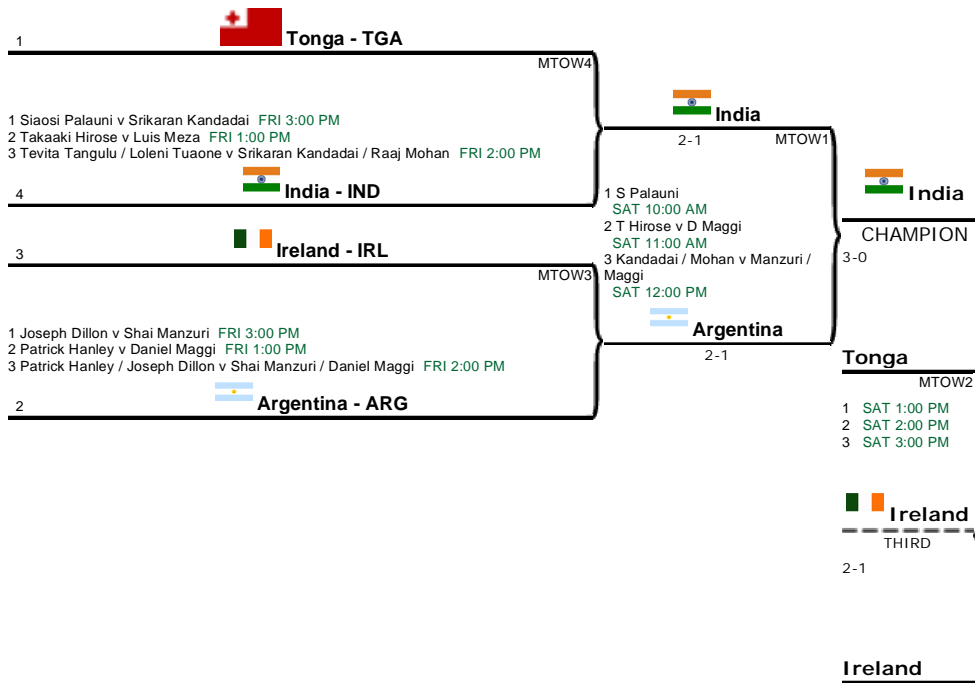 1
Tonga - TGA
MTOW4
1 Siaosi Palauni v Srikaran Kandadai FRI 3:00 PM
2 Takaaki Hirose v Luis Meza FRI 1:00 PM
3 Tevita Tangulu / Loleni Tuaone v Srikaran Kandadai / Raaj Mohan FRI 2:00 PM
4
India - IND
India
2-1
MTOW1
3
Ireland - IRL
MTOW3
1 Joseph Dillon v Shai Manzuri FRI 3:00 PM
2 Patrick Hanley v Daniel Maggi FRI 1:00 PM
3 Patrick Hanley / Joseph Dillon v Shai Manzuri / Daniel Maggi FRI 2:00 PM
2
Argentina - ARG
1 S Palauni
SAT 10:00 AM
2 T Hirose v D Maggi
SAT 11:00 AM
3 Kandadai / Mohan v Manzuri /
Maggi
SAT 12:00 PM
Argentina
2-1
India
CHAMPION
3-0
Tonga
MTOW2
1 SAT 1:00 PM
2 SAT 2:00 PM
3 SAT 3:00 PM
Ireland
THIRD
2-1
Ireland